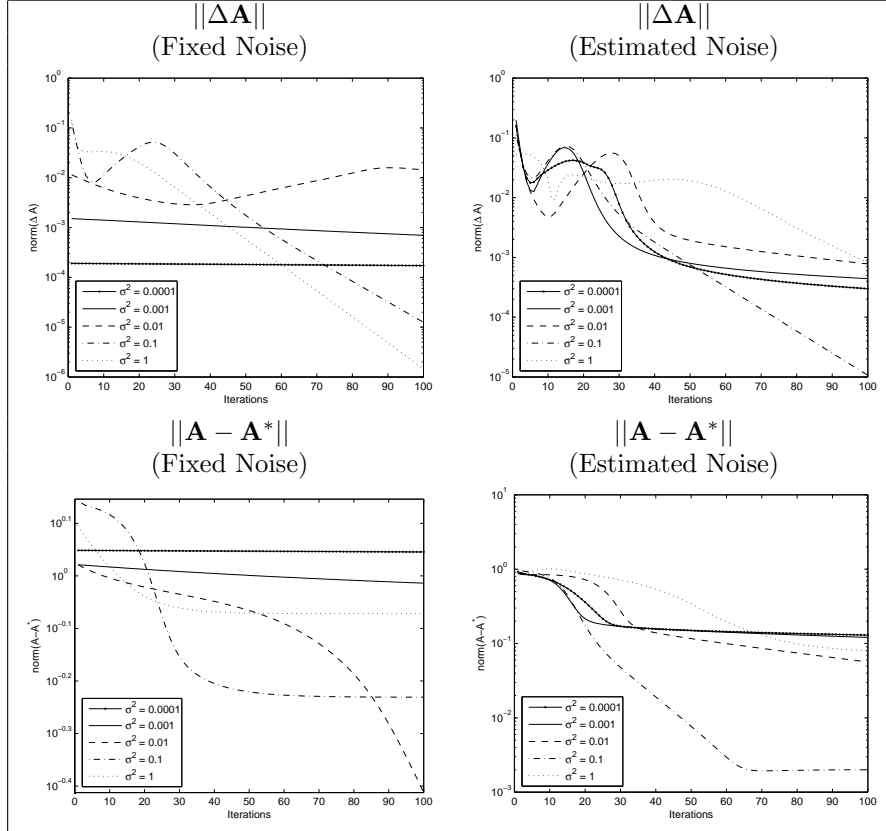 ||ΔA||
(Fixed Noise)
10^0
10^-1
10^-2
10^-3
10^-4
10^-5
10^-6
norm(Δ A)
σ² = 0.0001
σ² = 0.001
σ² = 0.01
σ² = 0.1
σ² = 1
0 10 20 30 40 50 60 70 80 90 100
Iterations
||ΔA||
(Estimated Noise)
10^0
10^-1
10^-2
10^-3
10^-4
10^-5
norm(Δ A)
σ² = 0.0001
σ² = 0.001
σ² = 0.01
σ² = 0.1
σ² = 1
0 10 20 30 40 50 60 70 80 90 100
Iterations
||A − A*||
(Fixed Noise)
10^0.1
10^0
10^-0.1
10^-0.2
10^-0.3
10^-0.4
norm(A−A*)
σ² = 0.0001
σ² = 0.001
σ² = 0.01
σ² = 0.1
σ² = 1
0 10 20 30 40 50 60 70 80 90 100
Iterations
||A − A*||
(Estimated Noise)
10^1
10^0
10^-1
10^-2
10^-3
norm(A−A*)
σ² = 0.0001
σ² = 0.001
σ² = 0.01
σ² = 0.1
σ² = 1
0 10 20 30 40 50 60 70 80 90 100
Iterations